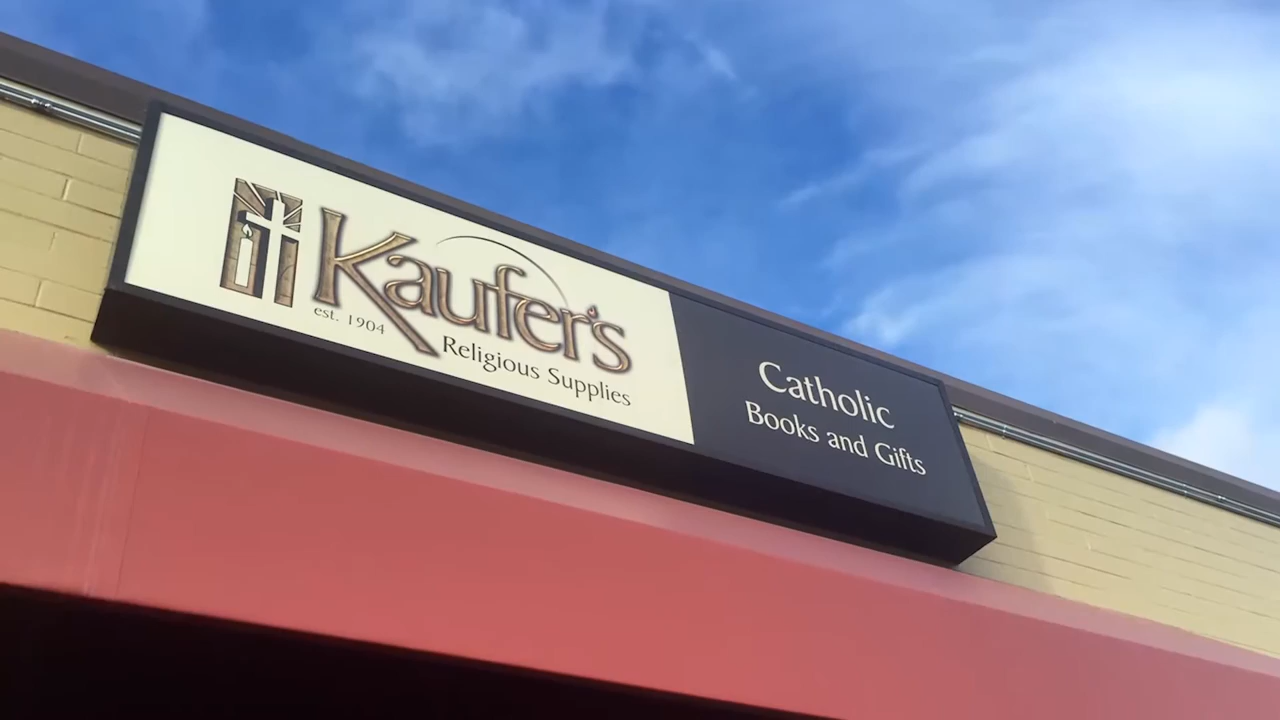 Kaufer's
est. 1904
Religious Supplies
Catholic
Books and Gifts